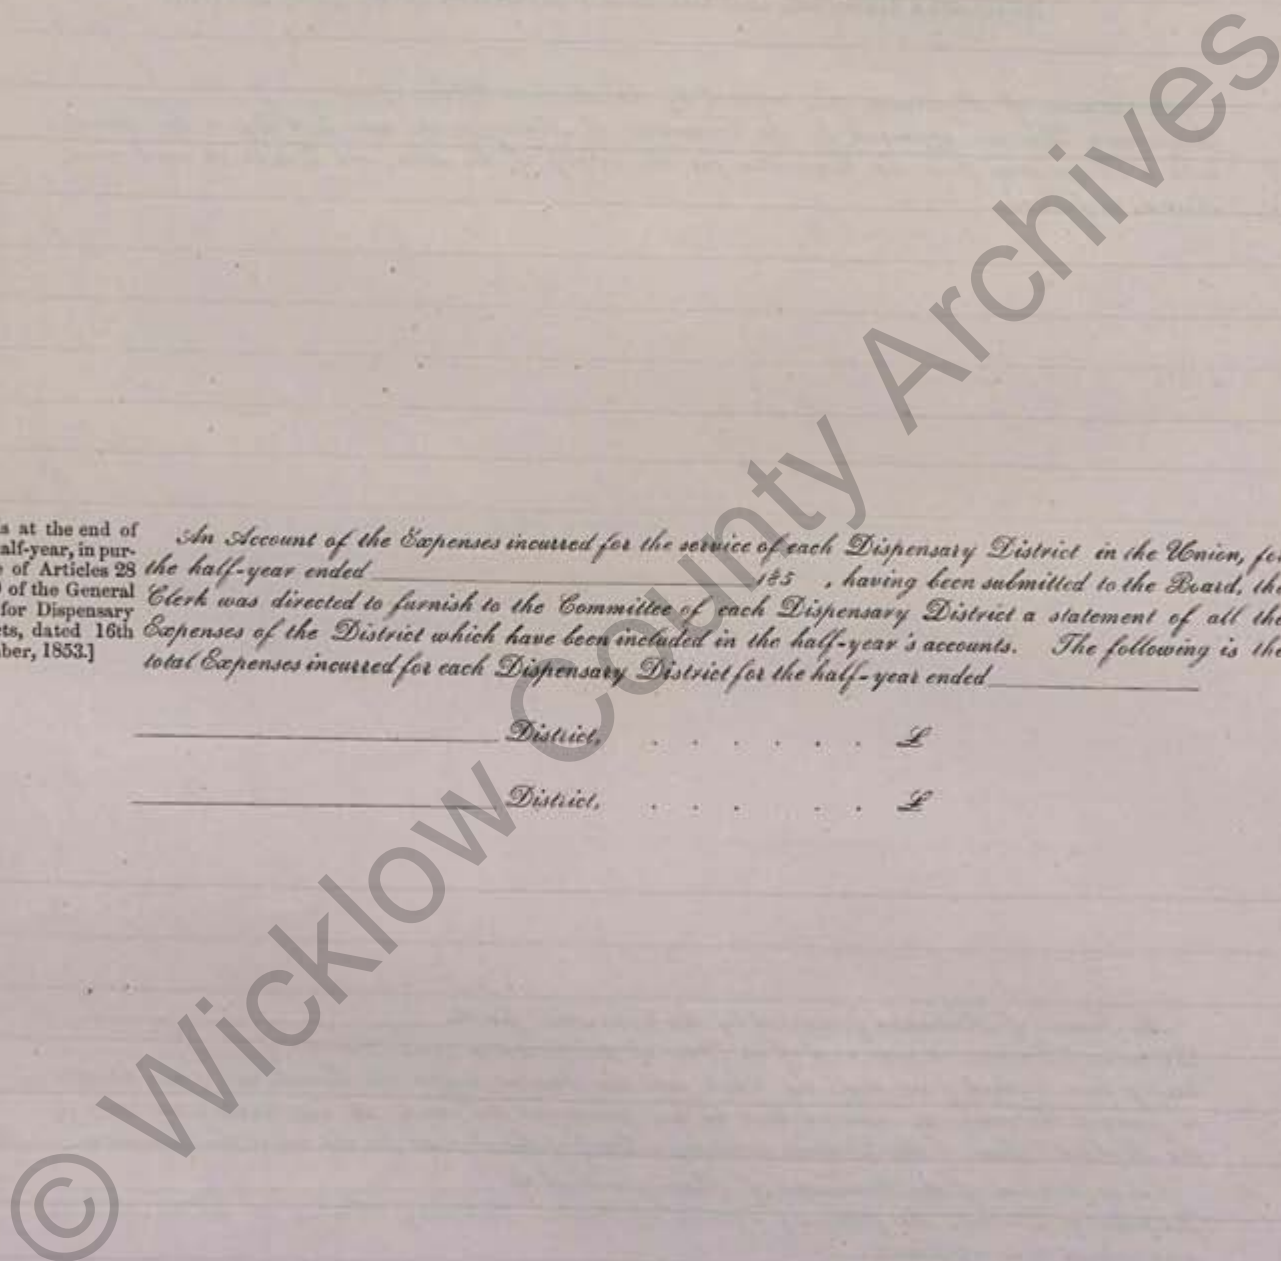 s at the end of
alf-year, in pur-
e of Articles 28
of the General
for Dispensary
ts, dated 16th
ber, 1853.]
An Account of the Expenses incurred for the service of each Dispensary District in the Union, for
the half-year ended ____________ 185 , having been submitted to the Board, the
Clerk was directed to furnish to the Committee of each Dispensary District a statement of all the
Expenses of the District which have been included in the half-year's accounts. The following is the
total Expenses incurred for each Dispensary District for the half-year ended ____________
____________ District, . . . . . . £
____________ District, . . . . . £
© Wicklow County Archives